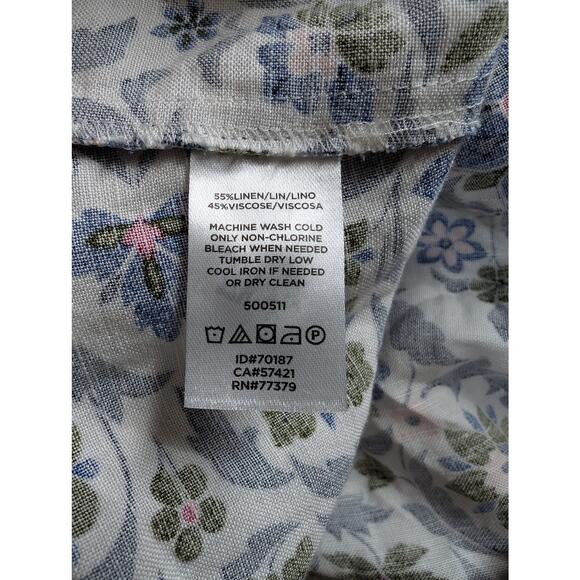 55%LINEN/LIN/LINO
45%VISCOSE/VISCOSA
MACHINE WASH COLD
ONLY NON-CHLORINE
BLEACH WHEN NEEDED
TUMBLE DRY LOW
COOL IRON IF NEEDED
OR DRY CLEAN
500511
P
ID#70187
CA#57421
RN#77379